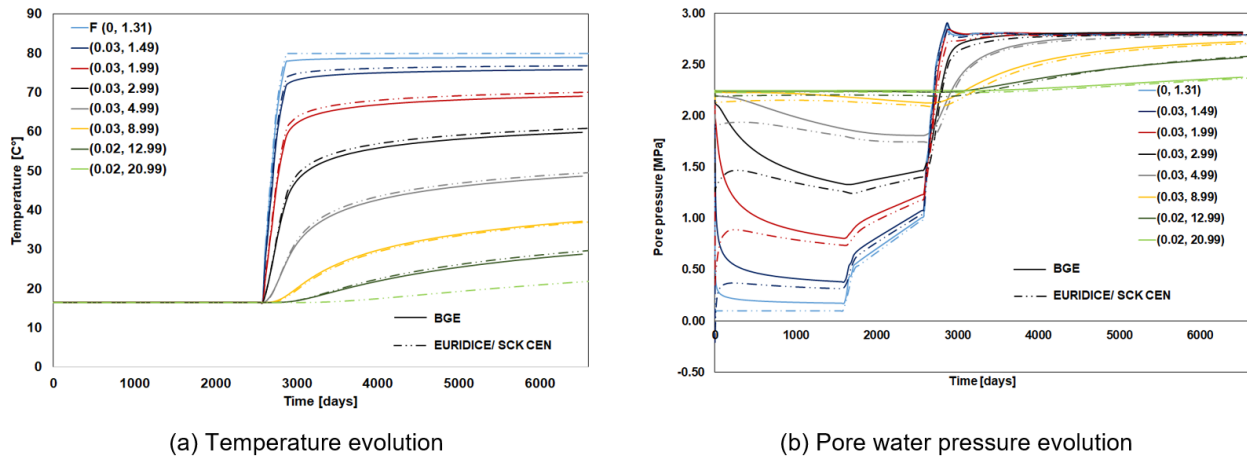 90
80
70
60
50
40
30
20
10
0
Temperature [C°]
F (0, 1.31)
(0.03, 1.49)
(0.03, 1.99)
(0.03, 2.99)
(0.03, 4.99)
(0.03, 8.99)
(0.02, 12.99)
(0.02, 20.99)
BGE
EURIDICE/ SCK CEN
0 1000 2000 3000 4000 5000 6000
Time [days]
(a) Temperature evolution
3.00
2.50
2.00
1.50
1.00
0.50
0.00
-0.50
Pore pressure [MPa]
(0, 1.31)
(0.03, 1.49)
(0.03, 1.99)
(0.03, 2.99)
(0.03, 4.99)
(0.03, 8.99)
(0.02, 12.99)
(0.02, 20.99)
BGE
EURIDICE/ SCK CEN
0 1000 2000 3000 4000 5000 6000
Time [days]
(b) Pore water pressure evolution